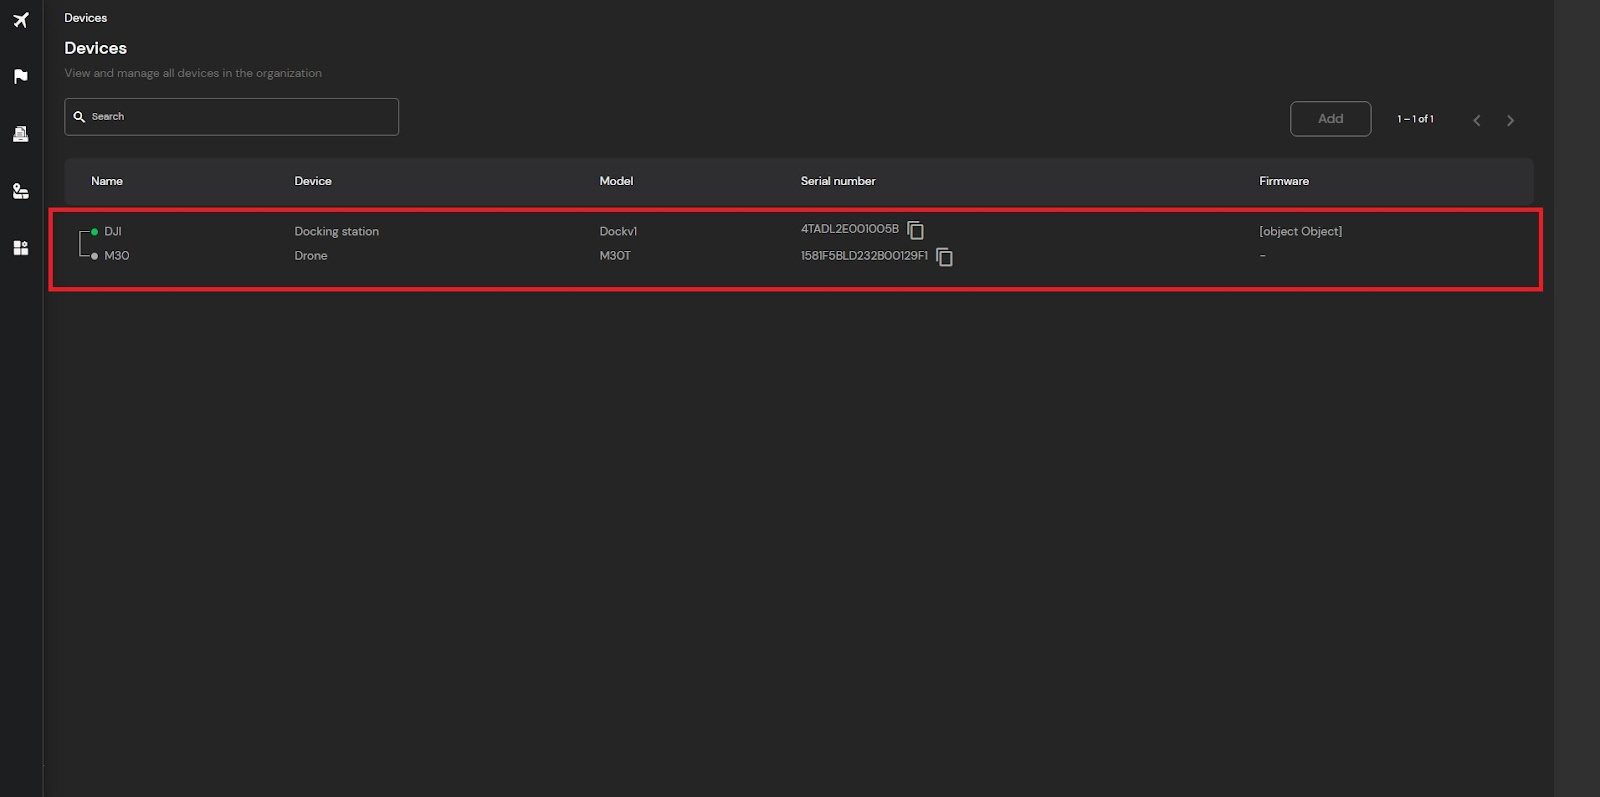 Devices
Devices
View and manage all devices in the organization
Search
Add
1 – 1 of 1
Name Device Model Serial number Firmware
DJI Docking station Dockv1 4TADL2E001005B [object Object]
M30 Drone M30T 1581F5BLD232B00129F1 -